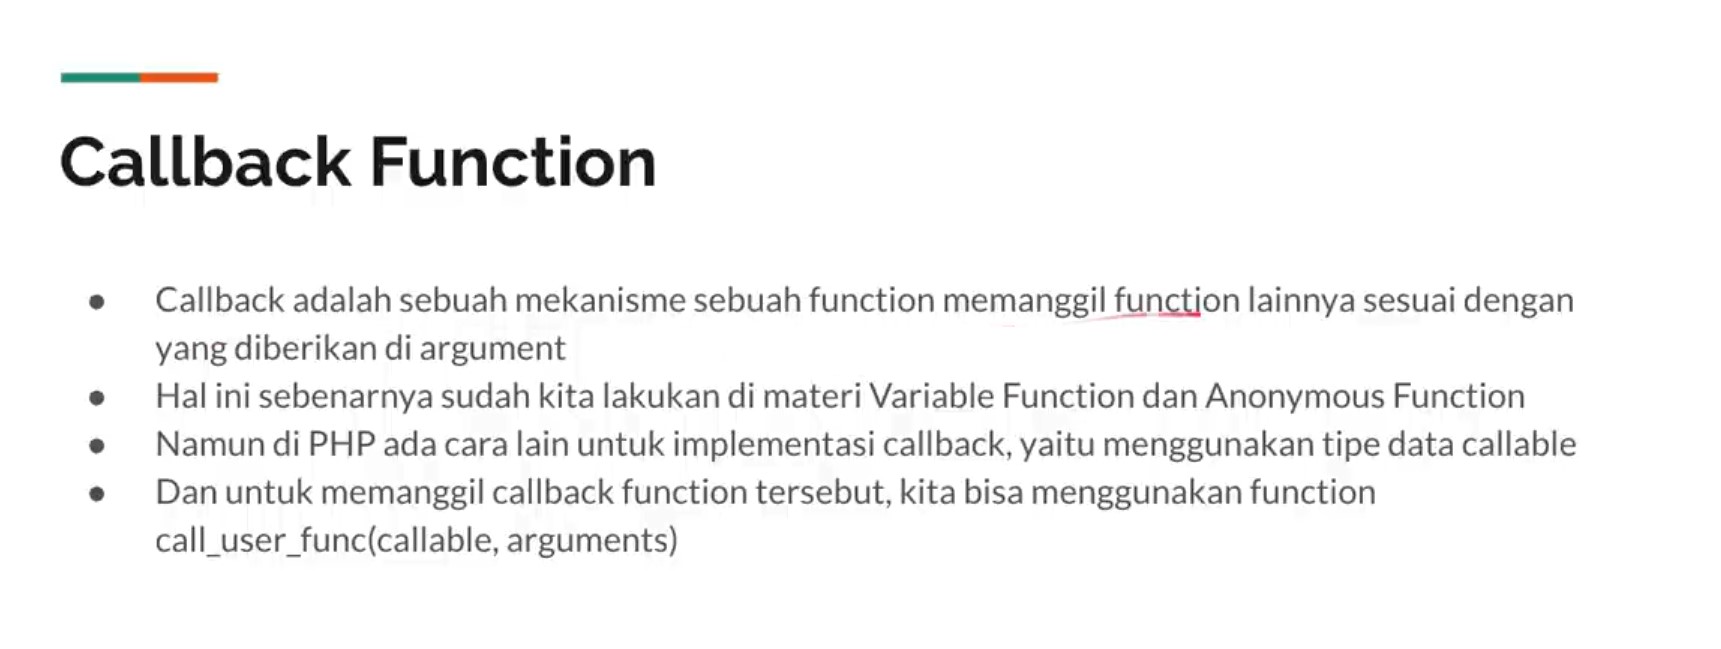 Callback Function
● Callback adalah sebuah mekanisme sebuah function memanggil function lainnya sesuai dengan
yang diberikan di argument
● Hal ini sebenarnya sudah kita lakukan di materi Variable Function dan Anonymous Function
● Namun di PHP ada cara lain untuk implementasi callback, yaitu menggunakan tipe data callable
● Dan untuk memanggil callback function tersebut, kita bisa menggunakan function
call_user_func(callable, arguments)